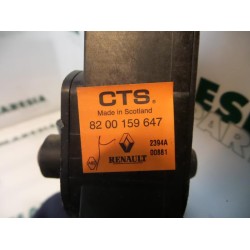 CTS.
Made in Scotland
82 00 159 647
2394A
00881
RENAULT